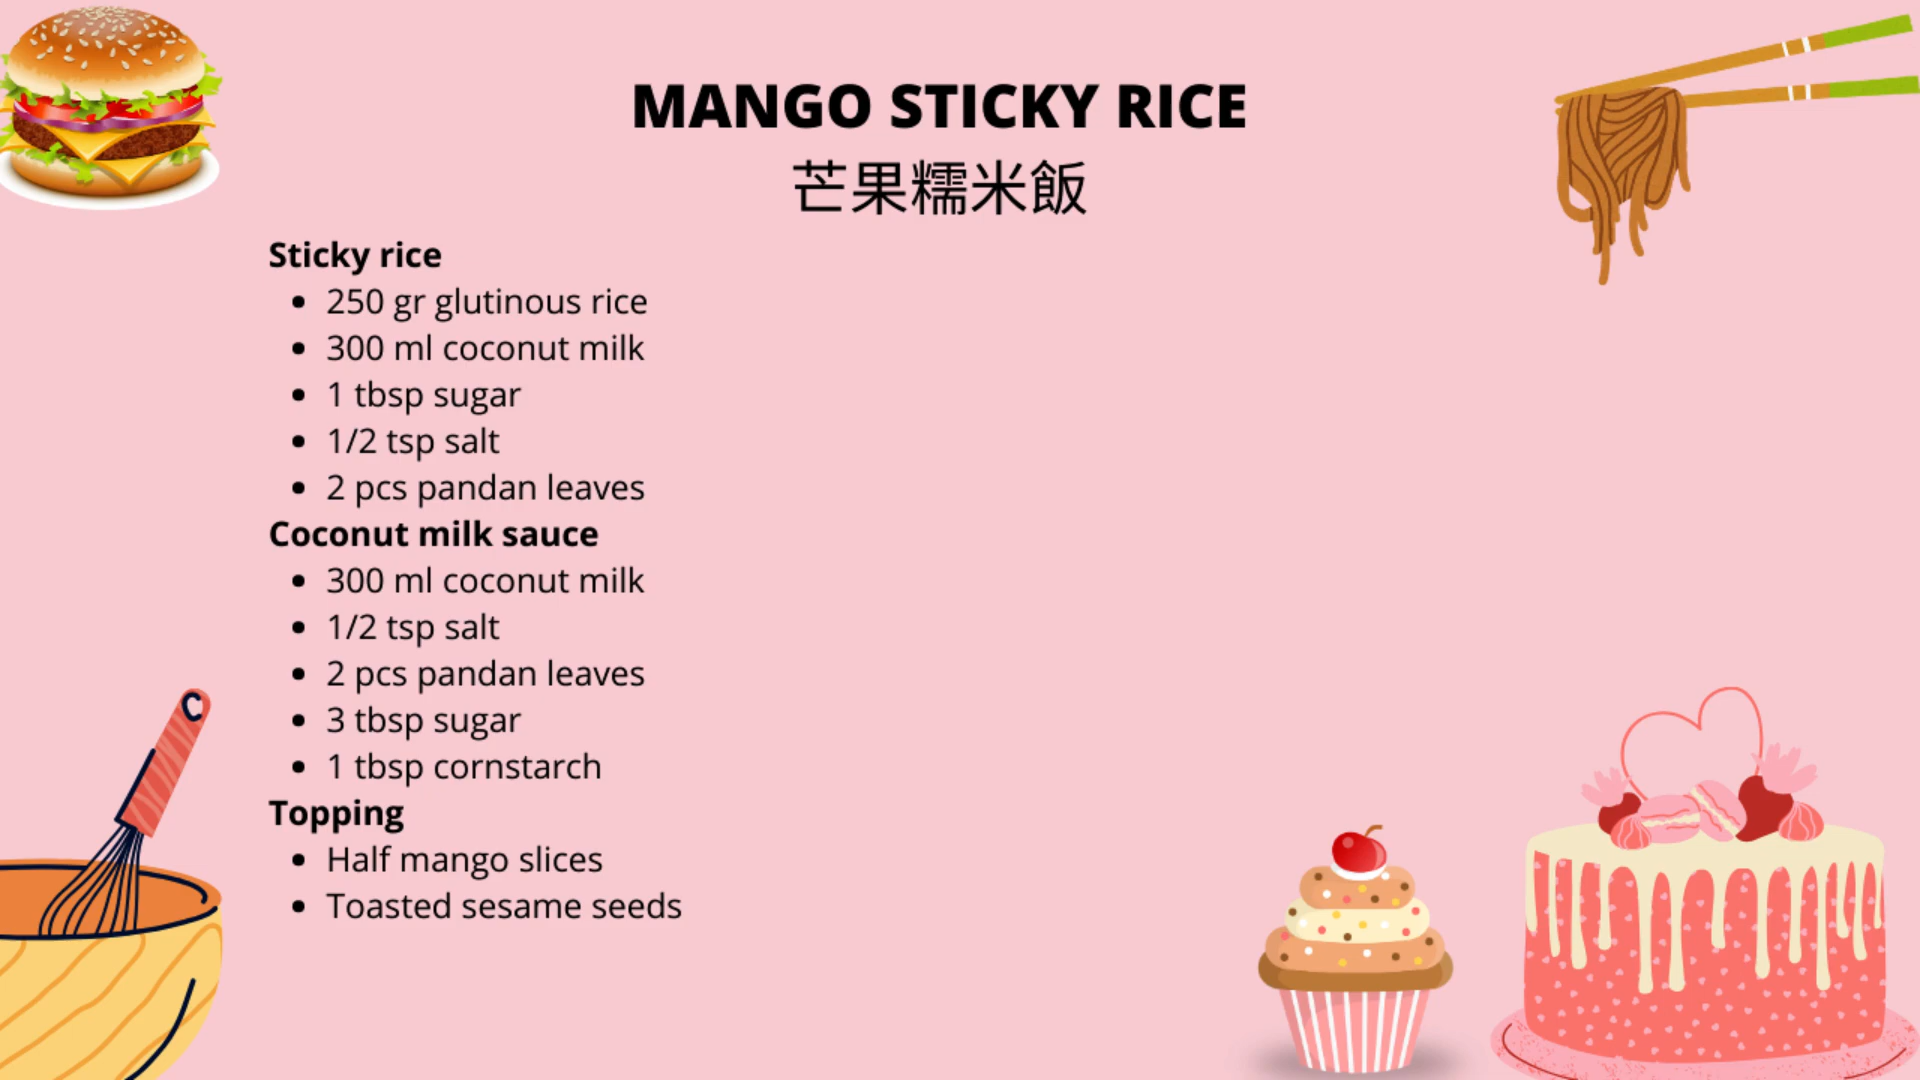 MANGO STICKY RICE
芒果糯米飯
Sticky rice
• 250 gr glutinous rice
• 300 ml coconut milk
• 1 tbsp sugar
• 1/2 tsp salt
• 2 pcs pandan leaves
Coconut milk sauce
• 300 ml coconut milk
• 1/2 tsp salt
• 2 pcs pandan leaves
• 3 tbsp sugar
• 1 tbsp cornstarch
Topping
• Half mango slices
• Toasted sesame seeds